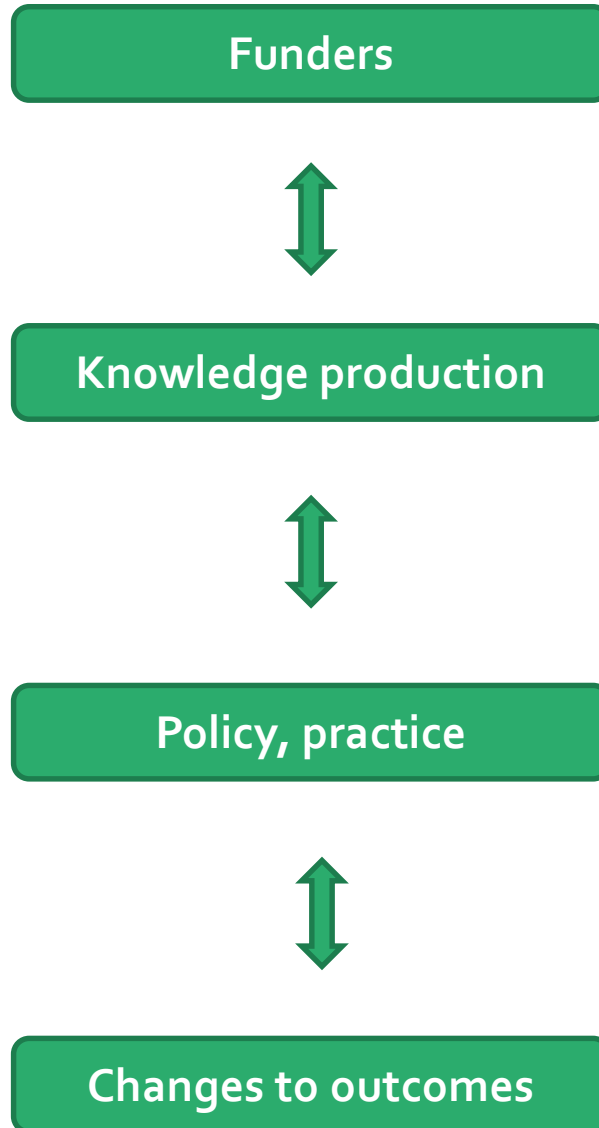 Funders
Knowledge production
Policy, practice
Changes to outcomes